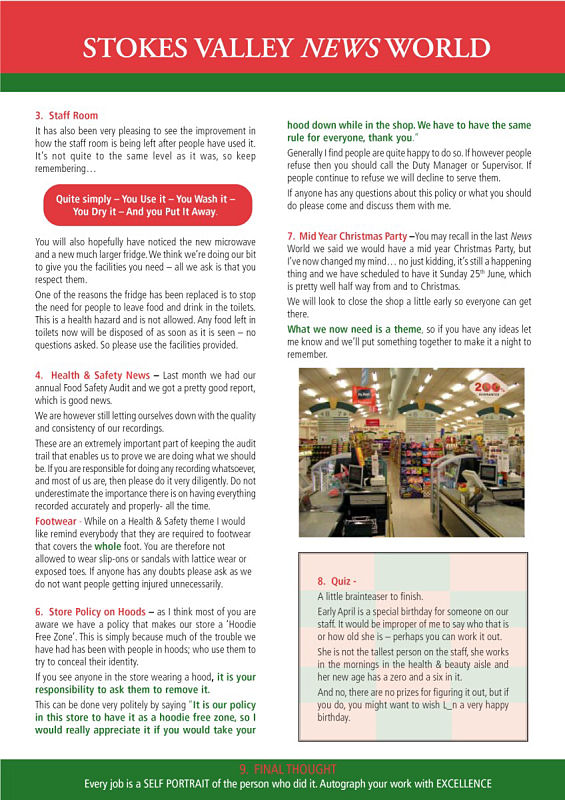 STOKES VALLEY NEWS WORLD
3. Staff Room
It has also been very pleasing to see the improvement in
how the staff room is being left after people have used it.
It's not quite to the same level as it was, so keep
remembering…
Quite simply – You Use it – You Wash it –
You Dry it – And you Put It Away.
You will also hopefully have noticed the new microwave
and a new much larger fridge. We think we're doing our bit
to give you the facilities you need – all we ask is that you
respect them.
One of the reasons the fridge has been replaced is to stop
the need for people to leave food and drink in the toilets.
This is a health hazard and is not allowed. Any food left in
toilets now will be disposed of as soon as it is seen – no
questions asked. So please use the facilities provided.
4. Health & Safety News – Last month we had our
annual Food Safety Audit and we got a pretty good report,
which is good news.
We are however still letting ourselves down with the quality
and consistency of our recordings.
These are an extremely important part of keeping the audit
trail that enables us to prove we are doing what we should
be. If you are responsible for doing any recording whatsoever,
and most of us are, then please do it very diligently. Do not
underestimate the importance there is on having everything
recorded accurately and properly- all the time.
Footwear - While on a Health & Safety theme I would
like remind everybody that they are required to footwear
that covers the whole foot. You are therefore not
allowed to wear slip-ons or sandals with lattice wear or
exposed toes. If anyone has any doubts please ask as we
do not want people getting injured unnecessarily.
6. Store Policy on Hoods – as I think most of you are
aware we have a policy that makes our store a 'Hoodie
Free Zone'. This is simply because much of the trouble we
have had has been with people in hoods; who use them to
try to conceal their identity.
If you see anyone in the store wearing a hood, it is your
responsibility to ask them to remove it.
This can be done very politely by saying "It is our policy
in this store to have it as a hoodie free zone, so I
would really appreciate it if you would take your
hood down while in the shop. We have to have the same
rule for everyone, thank you."
Generally I find people are quite happy to do so. If however people
refuse then you should call the Duty Manager or Supervisor. If
people continue to refuse we will decline to serve them.
If anyone has any questions about this policy or what you should
do please come and discuss them with me.
7. Mid Year Christmas Party –You may recall in the last News
World we said we would have a mid year Christmas Party, but
I've now changed my mind… no just kidding, it's still a happening
thing and we have scheduled to have it Sunday 25th June, which
is pretty well half way from and to Christmas.
We will look to close the shop a little early so everyone can get
there.
What we now need is a theme, so if you have any ideas let
me know and we'll put something together to make it a night to
remember.
200
8. Quiz -
A little brainteaser to finish.
Early April is a special birthday for someone on our
staff. It would be improper of me to say who that is
or how old she is – perhaps you can work it out.
She is not the tallest person on the staff, she works
in the mornings in the health & beauty aisle and
her new age has a zero and a six in it.
And no, there are no prizes for figuring it out, but if
you do, you might want to wish L_n a very happy
birthday.
9. FINAL THOUGHT
Every job is a SELF PORTRAIT of the person who did it. Autograph your work with EXCELLENCE